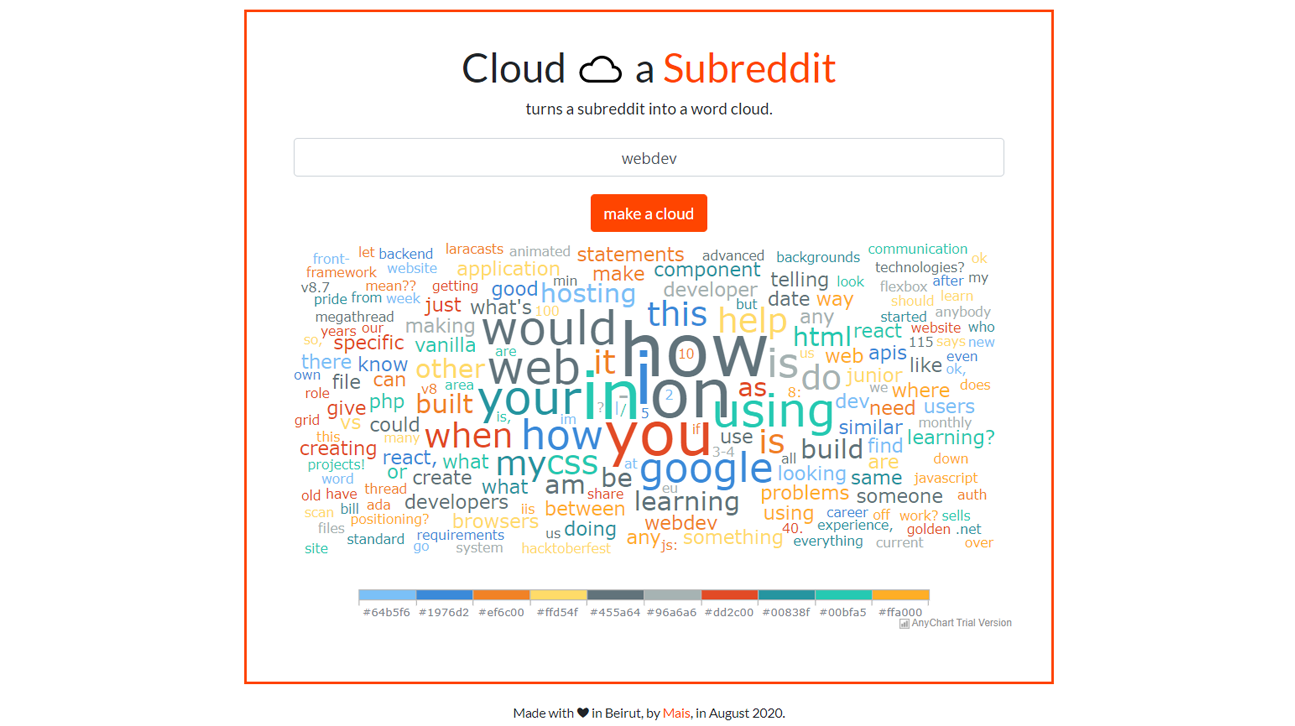 Cloud a Subreddit
turns a subreddit into a word cloud.
webdev
make a cloud
front- let backend laracasts animated statements advanced backgrounds communication ok
framework website application make component telling technologies? my
v8.7 mean?? getting good min hosting developer look flexbox after
pride from week just what's 100 this but date way should learn
megathread making would help any started anybody
years our so, specific vanilla are how html react website who
it 10 is us web apis 115 says new
there know other web do junior like even ok,
own file can v8 area i on as 8: we where does
role give php built your in 2 using dev need users
grid vs could is, ? |/ - 5 im similar monthly
this many when how you if use is find learning?
creating react, what my css google 3-4 all build are down
projects! or at looking same javascript
word create what am be eu
old have thread developers share learning problems someone auth
scan bill ada iis between using career off work? sells
files positioning? browsers webdev 40. experience, golden .net
standard requirements us doing any js: something everything current over
site go system hacktoberfest
#64b5f6 #1976d2 #ef6c00 #ffd54f #455a64 #96a6a6 #dd2c00 #00838f #00bfa5 #ffa000
AnyChart Trial Version
Made with ♥ in Beirut, by Mais, in August 2020.